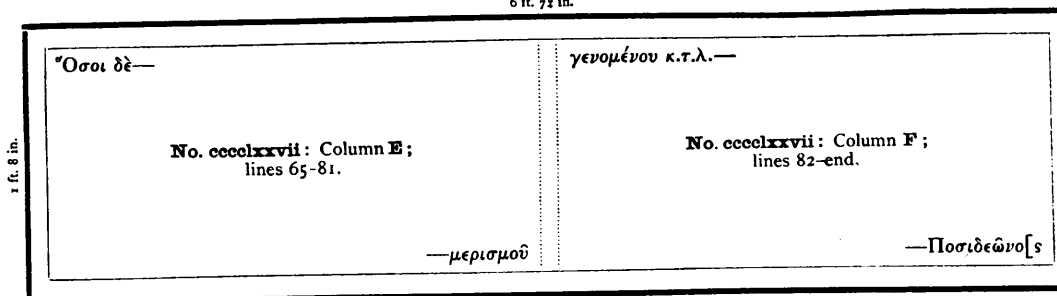 6 ft. 7½ in.
1 ft. 8 in.
Ὅσοι δὲ—
No. cccclxxvii: Column E;
lines 65-81.
—μερισμοῦ
γενομένου κ.τ.λ.—
No. cccclxxvii: Column F;
lines 82-end.
—Ποσιδεῶνο[ς